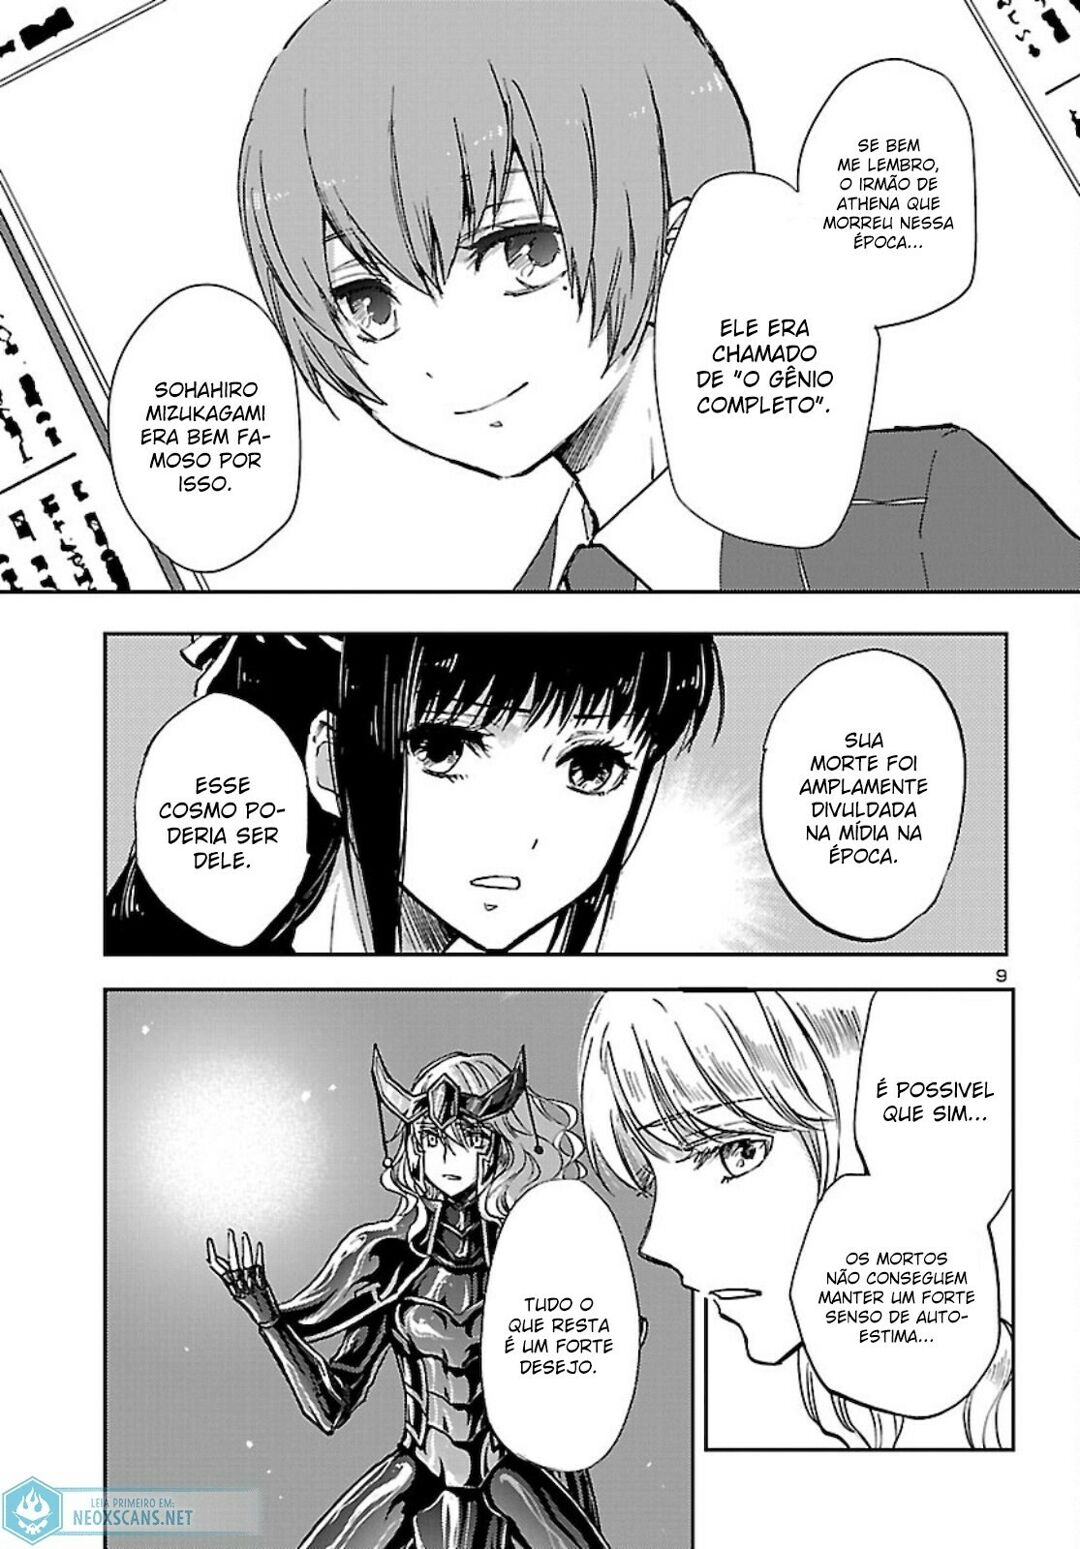 SE BEM
ME LEMBRO,
O IRMÃO DE
ATHENA QUE
MORREU NESSA
ÉPOCA...
ELE ERA
CHAMADO
DE "O GÊNIO
COMPLETO".
SOHAHIRO
MIZUKAGAMI
ERA BEM FA-
MOSO POR
ISSO.
SUA
MORTE FOI
AMPLAMENTE
DIVULDADA
NA MÍDIA NA
ÉPOCA.
ESSE
COSMO PO-
DERIA SER
DELE.
9
É POSSIVEL
QUE SIM...
OS MORTOS
NÃO CONSEGUEM
MANTER UM FORTE
SENSO DE AUTO-
ESTIMA...
TUDO O
QUE RESTA
É UM FORTE
DESEJO.
LEIA PRIMEIRO EM:
NEOXSCANS.NET